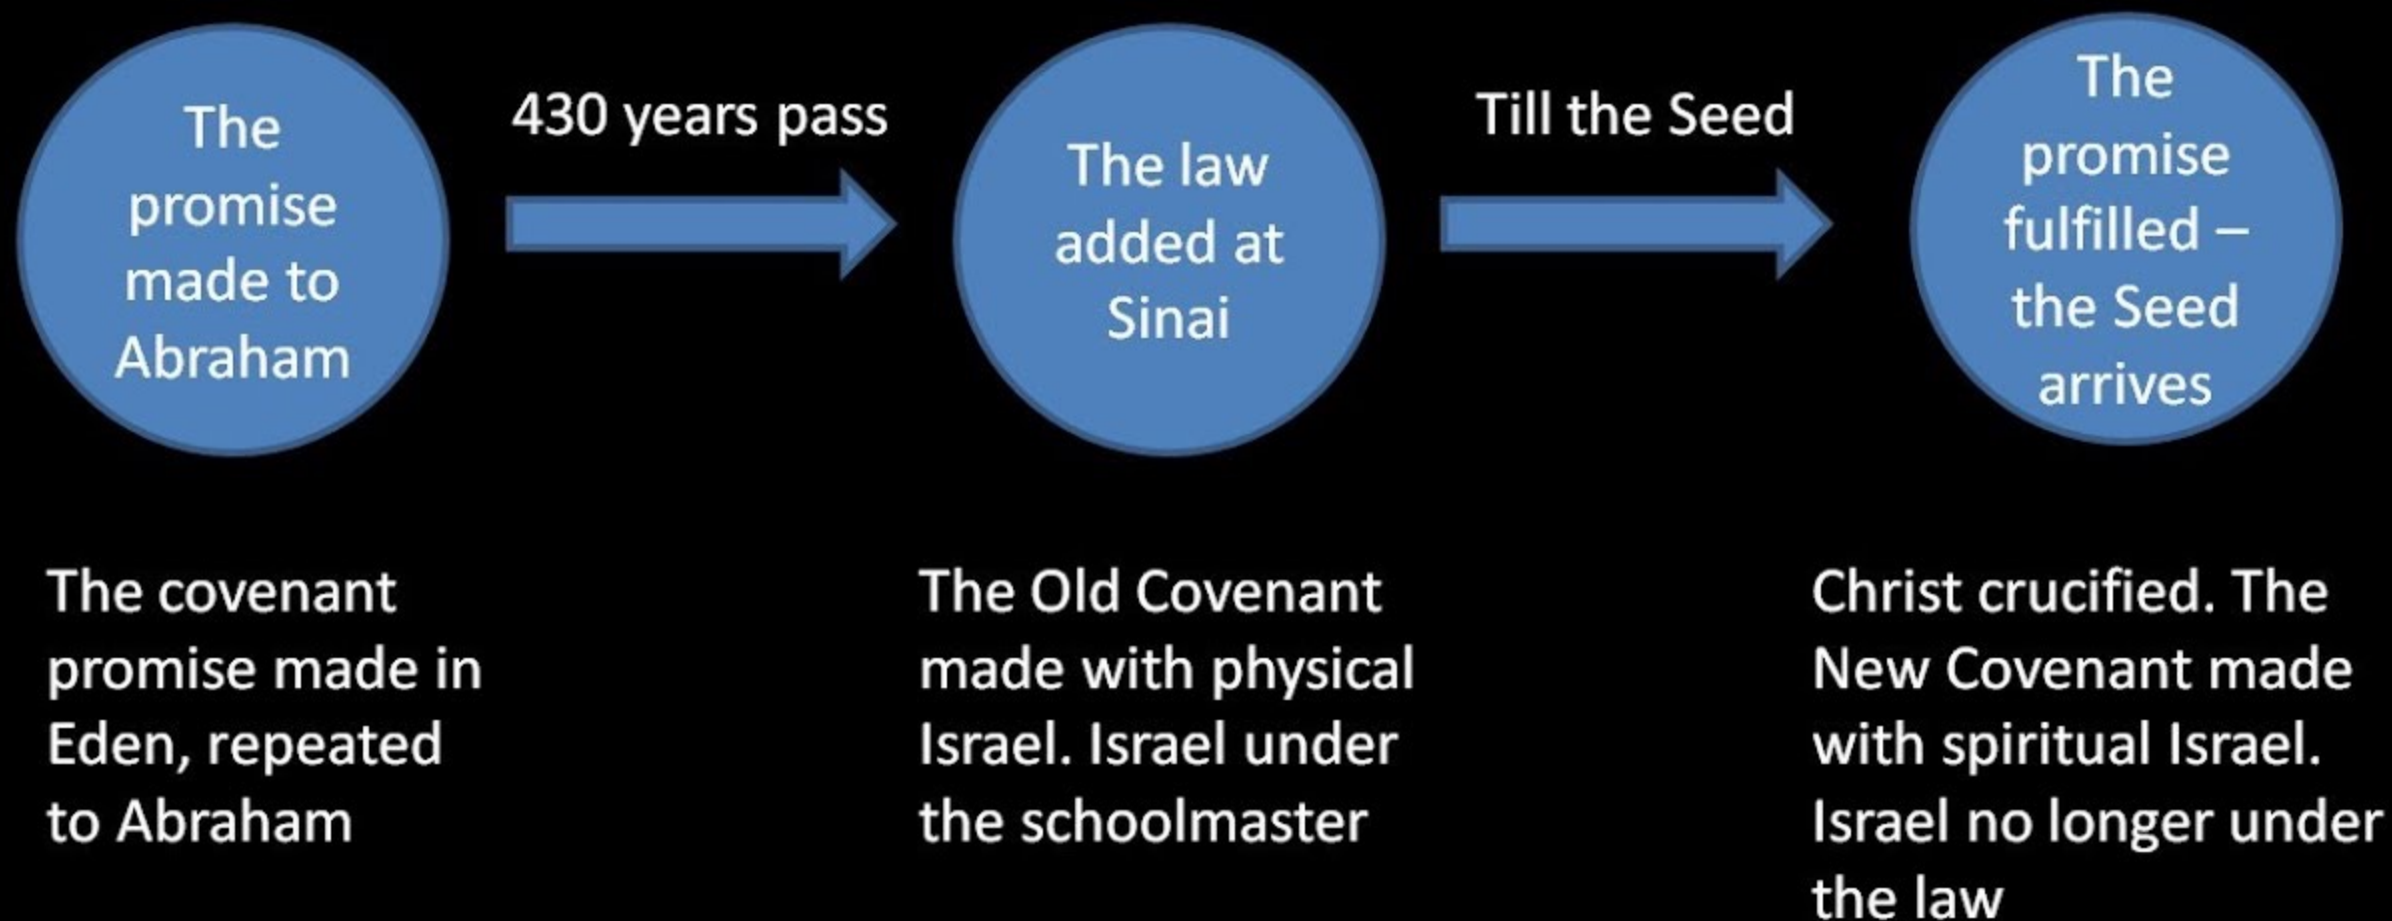 The
promise
made to
Abraham
430 years pass
The law
added at
Sinai
Till the Seed
The
promise
fulfilled –
the Seed
arrives
The covenant
promise made in
Eden, repeated
to Abraham
The Old Covenant
made with physical
Israel. Israel under
the schoolmaster
Christ crucified. The
New Covenant made
with spiritual Israel.
Israel no longer under
the law